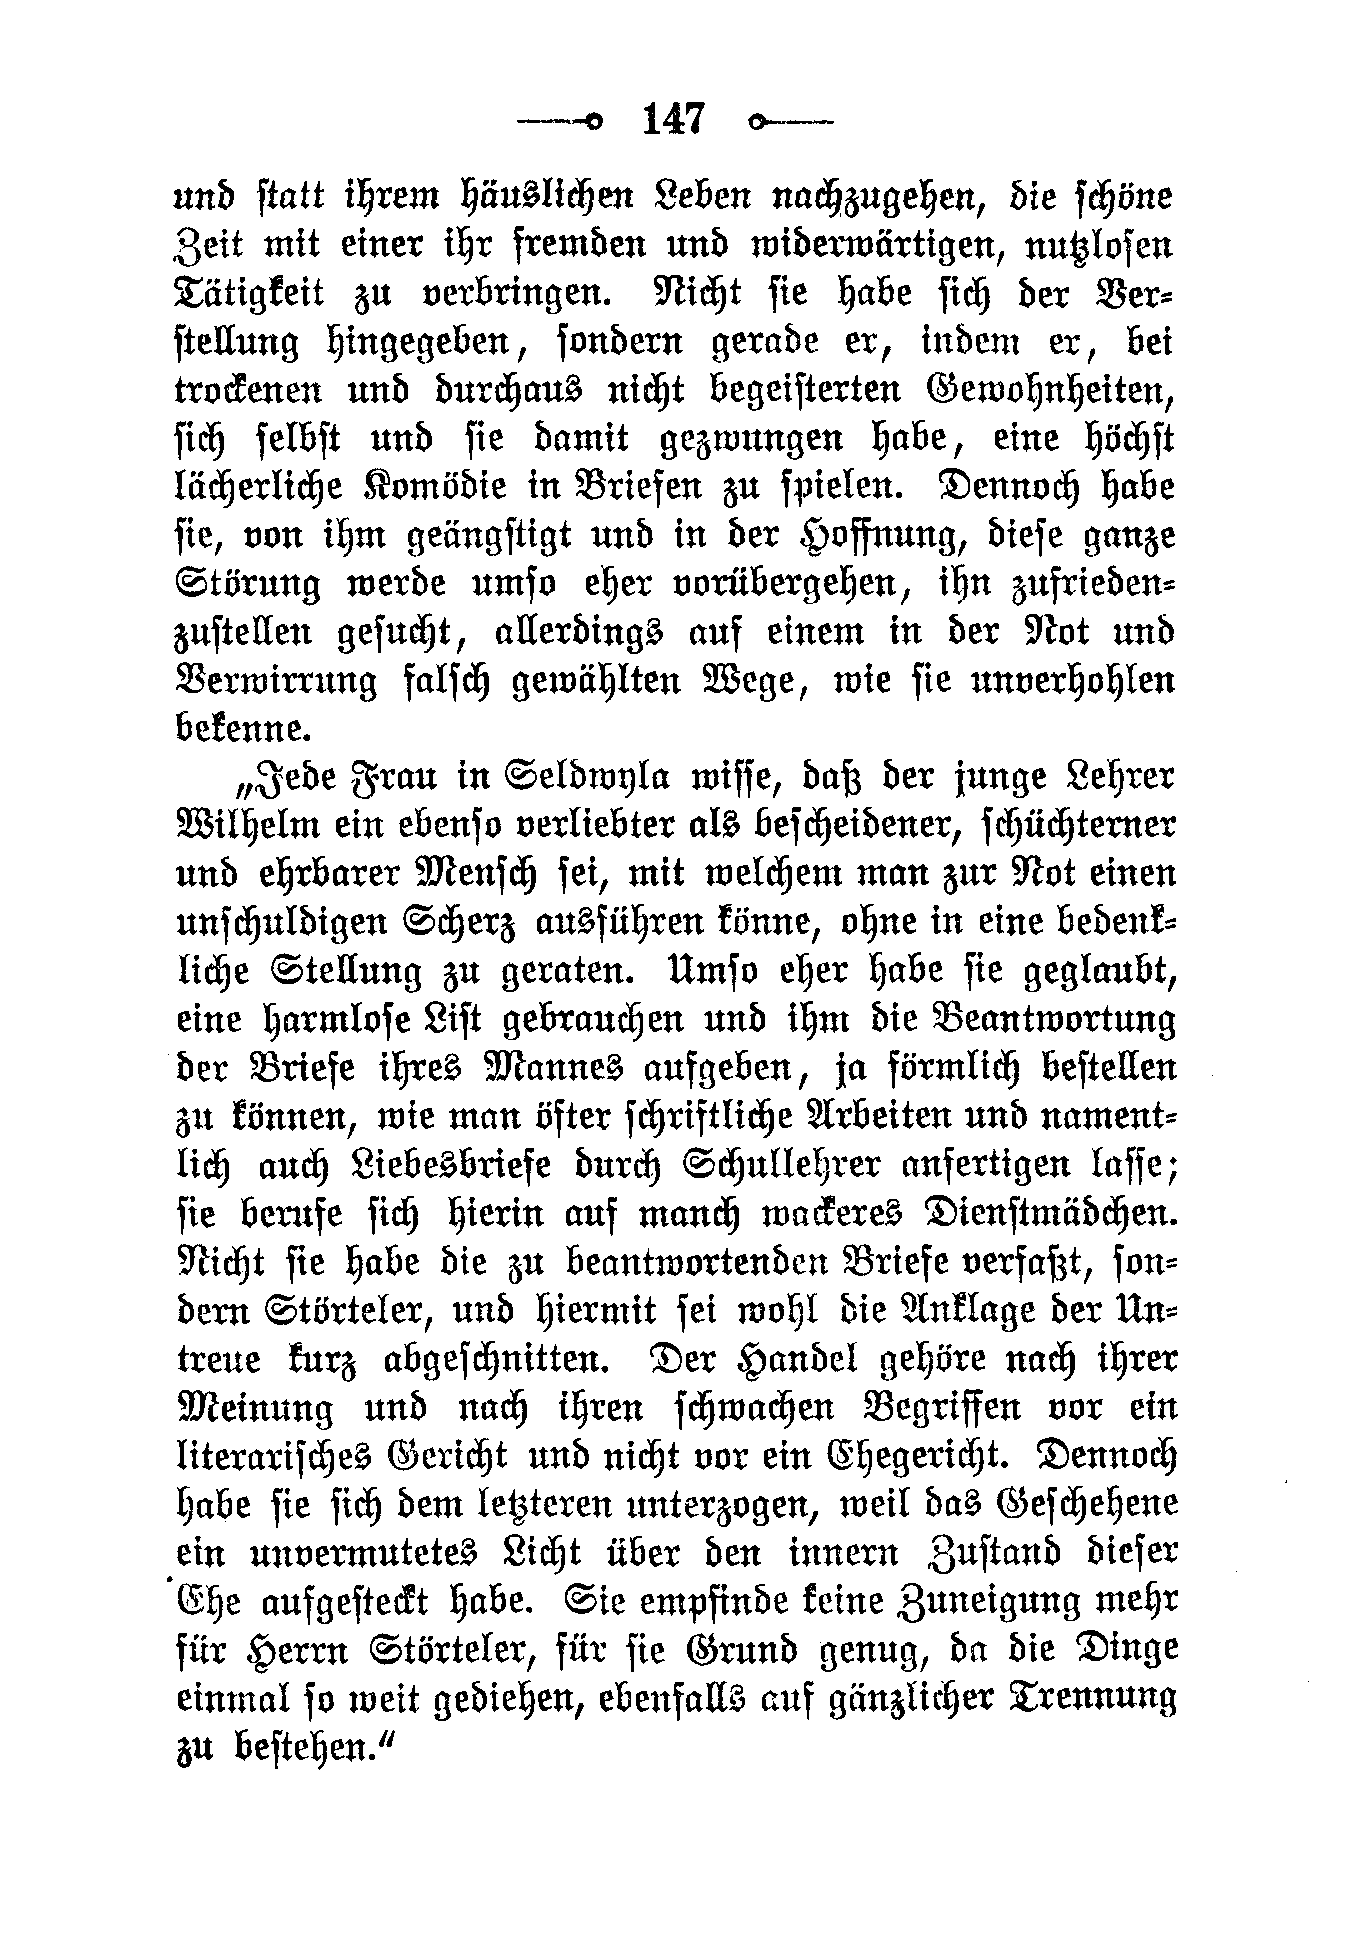 147
und statt ihrem häuslichen Leben nachzugehen, die schöne
Zeit mit einer ihr fremden und widerwärtigen, nutzlosen
Tätigkeit zu verbringen. Nicht sie habe sich der Ver-
stellung hingegeben, sondern gerade er, indem er, bei
trockenen und durchaus nicht begeisterten Gewohnheiten,
sich selbst und sie damit gezwungen habe, eine höchst
lächerliche Komödie in Briefen zu spielen. Dennoch habe
sie, von ihm geängstigt und in der Hoffnung, diese ganze
Störung werde umso eher vorübergehen, ihn zufrieden-
zustellen gesucht, allerdings auf einem in der Not und
Verwirrung falsch gewählten Wege, wie sie unverhohlen
bekenne.
„Jede Frau in Seldwyla wisse, daß der junge Lehrer
Wilhelm ein ebenso verliebter als bescheidener, schüchterner
und ehrbarer Mensch sei, mit welchem man zur Not einen
unschuldigen Scherz ausführen könne, ohne in eine bedenk-
liche Stellung zu geraten. Umso eher habe sie geglaubt,
eine harmlose List gebrauchen und ihm die Beantwortung
der Briefe ihres Mannes aufgeben, ja förmlich bestellen
zu können, wie man öfter schriftliche Arbeiten und nament-
lich auch Liebesbriefe durch Schullehrer anfertigen lasse;
sie berufe sich hierin auf manch wackeres Dienstmädchen.
Nicht sie habe die zu beantwortenden Briefe verfaßt, son-
dern Störteler, und hiermit sei wohl die Anklage der Un-
treue kurz abgeschnitten. Der Handel gehöre nach ihrer
Meinung und nach ihren schwachen Begriffen vor ein
literarisches Gericht und nicht vor ein Ehegericht. Dennoch
habe sie sich dem letzteren unterzogen, weil das Geschehene
ein unvermutetes Licht über den innern Zustand dieser
Ehe aufgesteckt habe. Sie empfinde keine Zuneigung mehr
für Herrn Störteler, für sie Grund genug, da die Dinge
einmal so weit gediehen, ebenfalls auf gänzlicher Trennung
zu bestehen.“